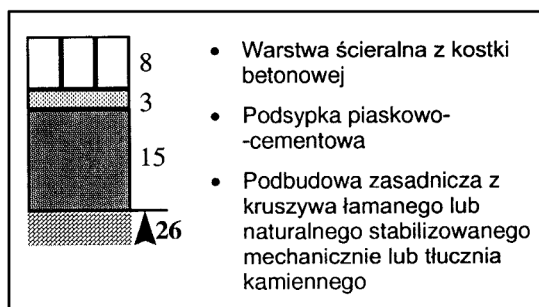 8
3
15
26
• Warstwa ścieralna z kostki
betonowej
• Podsypka piaskowo-
-cementowa
• Podbudowa zasadnicza z
kruszywa łamanego lub
naturalnego stabilizowanego
mechanicznie lub tłucznia
kamiennego